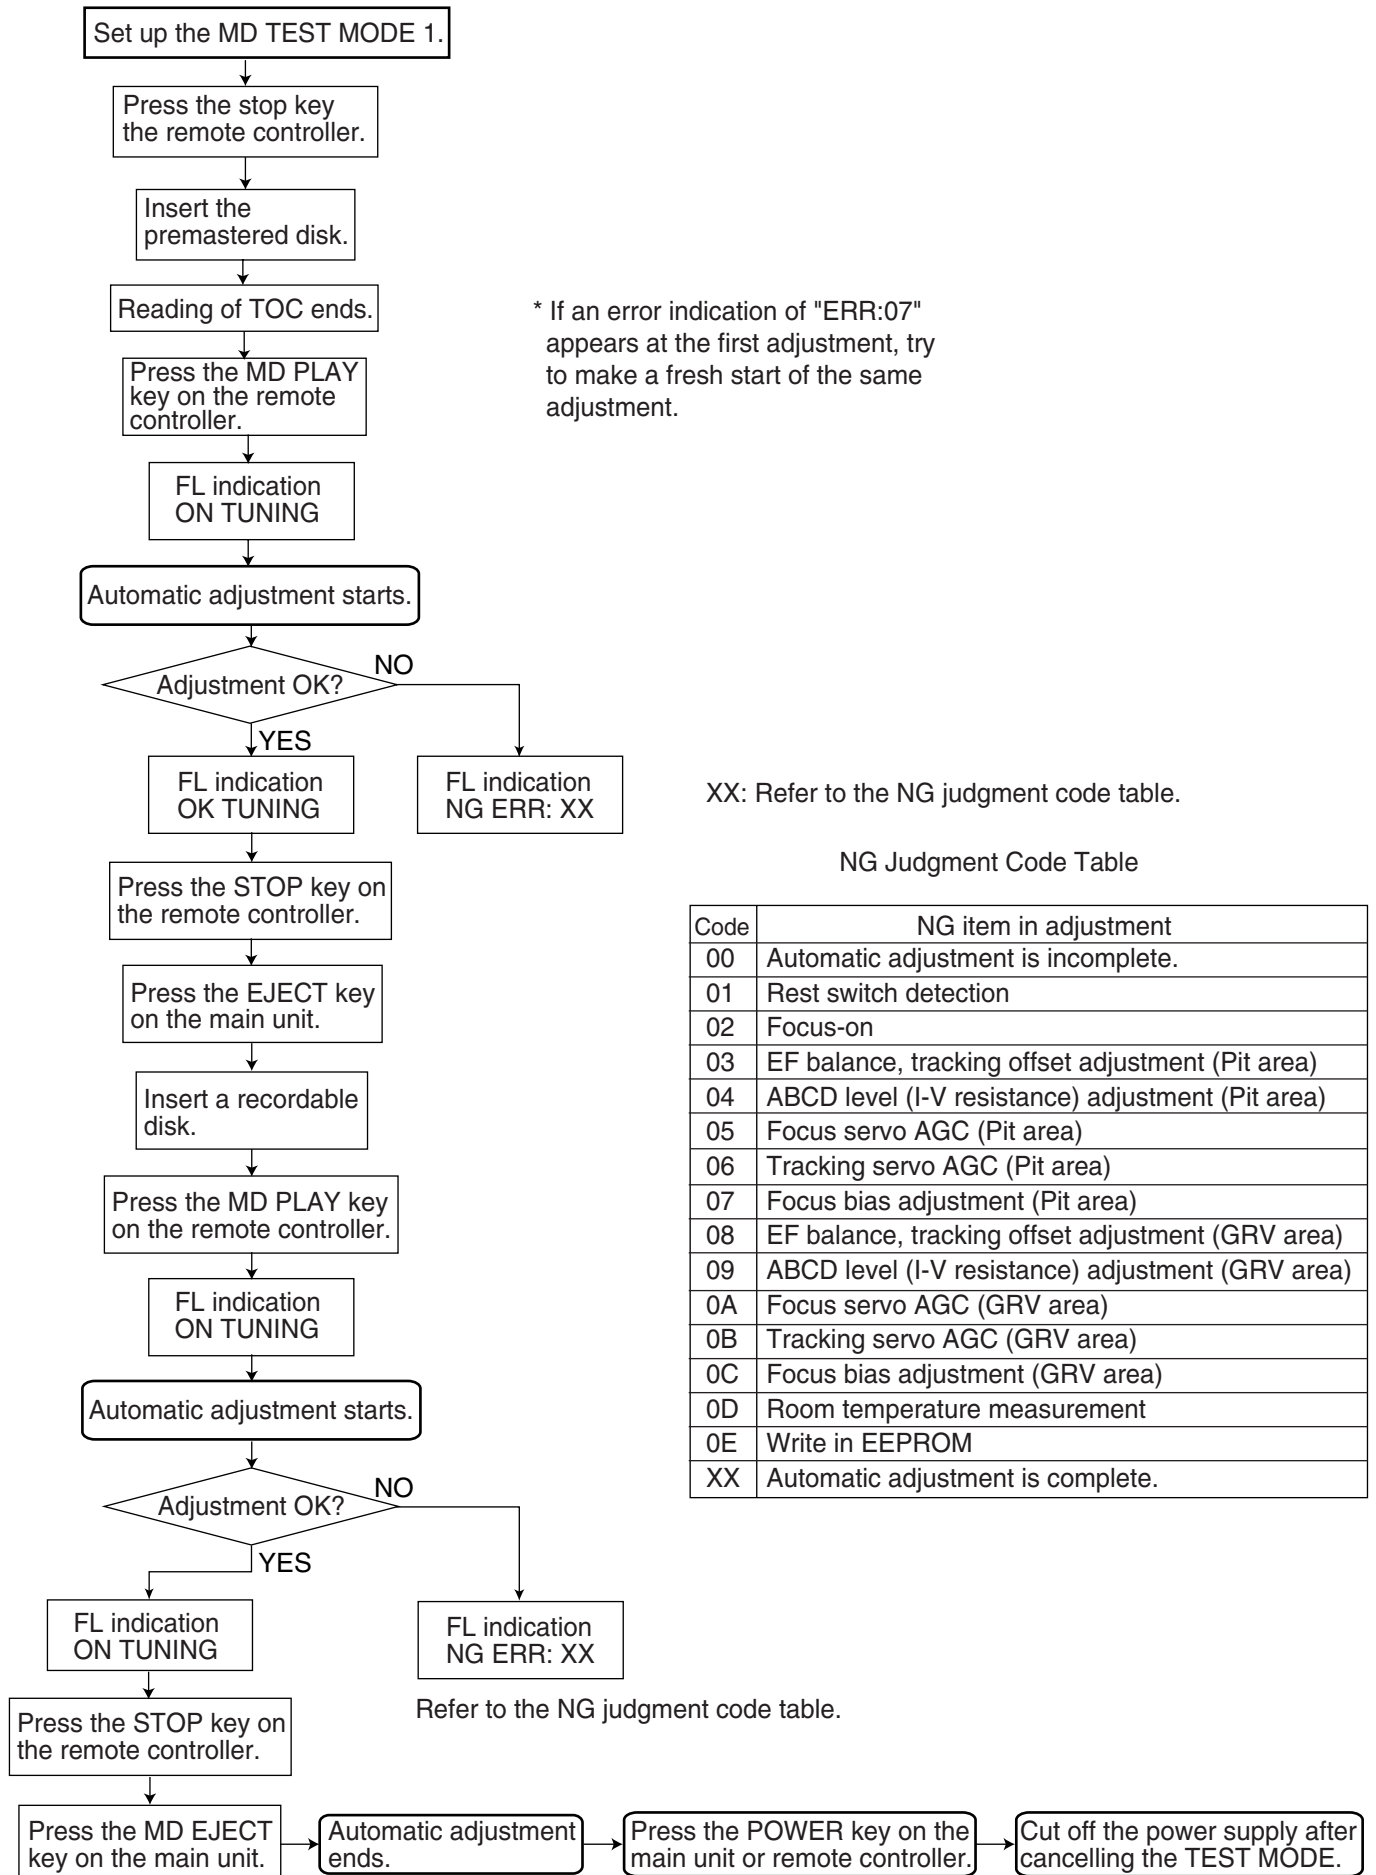 Set up the MD TEST MODE 1.
Press the stop key
the remote controller.
Insert the
premastered disk.
Reading of TOC ends.
* If an error indication of "ERR:07"
appears at the first adjustment, try
to make a fresh start of the same
adjustment.
Press the MD PLAY
key on the remote
controller.
FL indication
ON TUNING
Automatic adjustment starts.
Adjustment OK?
NO
YES
FL indication
OK TUNING
FL indication
NG ERR: XX
XX: Refer to the NG judgment code table.
Press the STOP key on
the remote controller.
Press the EJECT key
on the main unit.
Insert a recordable
disk.
Press the MD PLAY key
on the remote controller.
FL indication
ON TUNING
Automatic adjustment starts.
Adjustment OK?
NO
YES
FL indication
ON TUNING
FL indication
NG ERR: XX
Refer to the NG judgment code table.
NG Judgment Code Table
Code NG item in adjustment
00 Automatic adjustment is incomplete.
01 Rest switch detection
02 Focus-on
03 EF balance, tracking offset adjustment (Pit area)
04 ABCD level (I-V resistance) adjustment (Pit area)
05 Focus servo AGC (Pit area)
06 Tracking servo AGC (Pit area)
07 Focus bias adjustment (Pit area)
08 EF balance, tracking offset adjustment (GRV area)
09 ABCD level (I-V resistance) adjustment (GRV area)
0A Focus servo AGC (GRV area)
0B Tracking servo AGC (GRV area)
0C Focus bias adjustment (GRV area)
0D Room temperature measurement
0E Write in EEPROM
XX Automatic adjustment is complete.
Press the STOP key on
the remote controller.
Press the MD EJECT
key on the main unit.
Automatic adjustment
ends.
Press the POWER key on the
main unit or remote controller.
Cut off the power supply after
cancelling the TEST MODE.